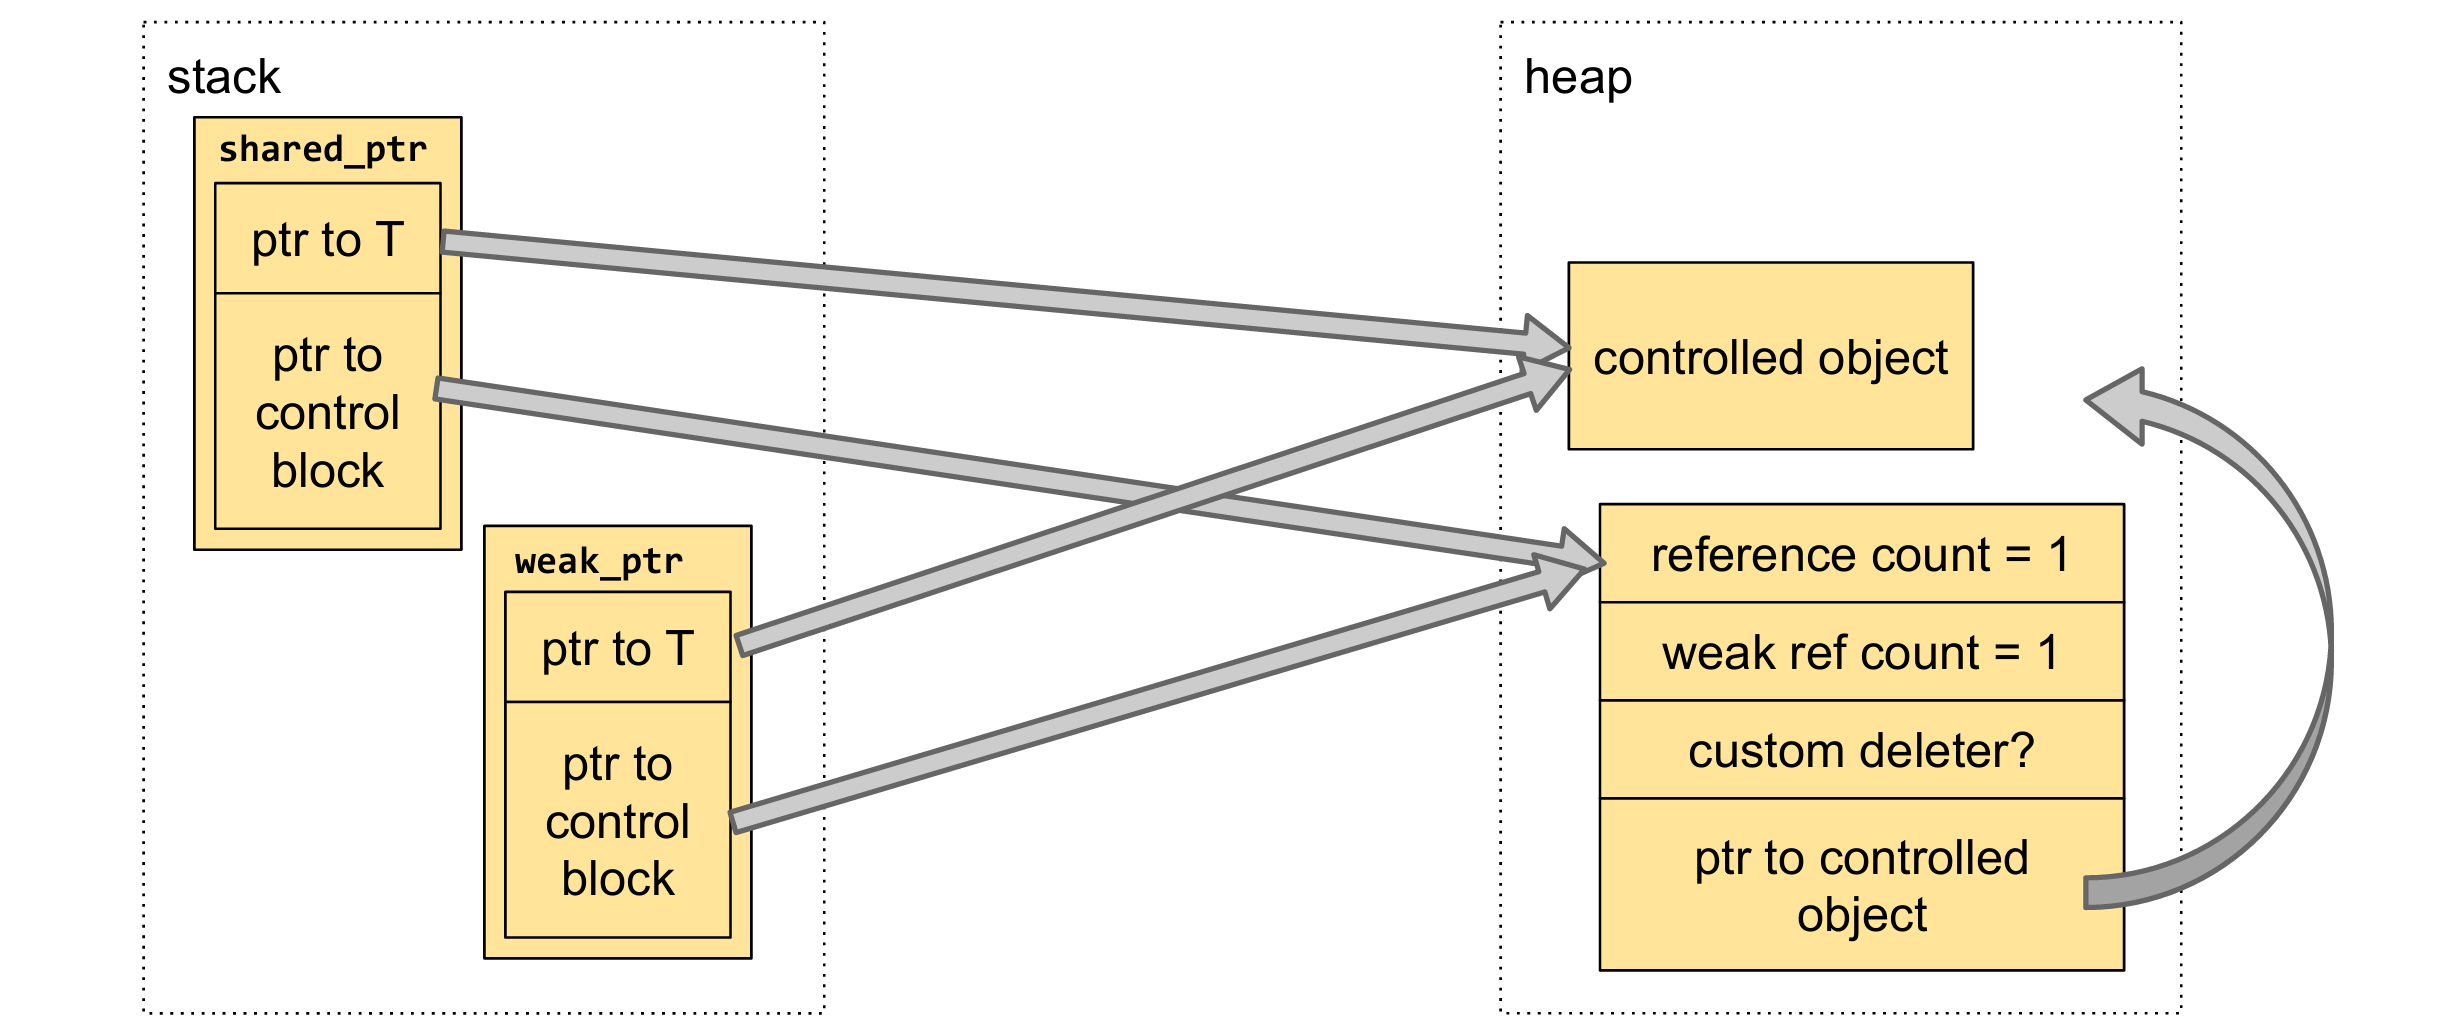 stack
shared_ptr
ptr to T
ptr to
control
block
weak_ptr
ptr to T
ptr to
control
block
heap
controlled object
reference count = 1
weak ref count = 1
custom deleter?
ptr to controlled
object